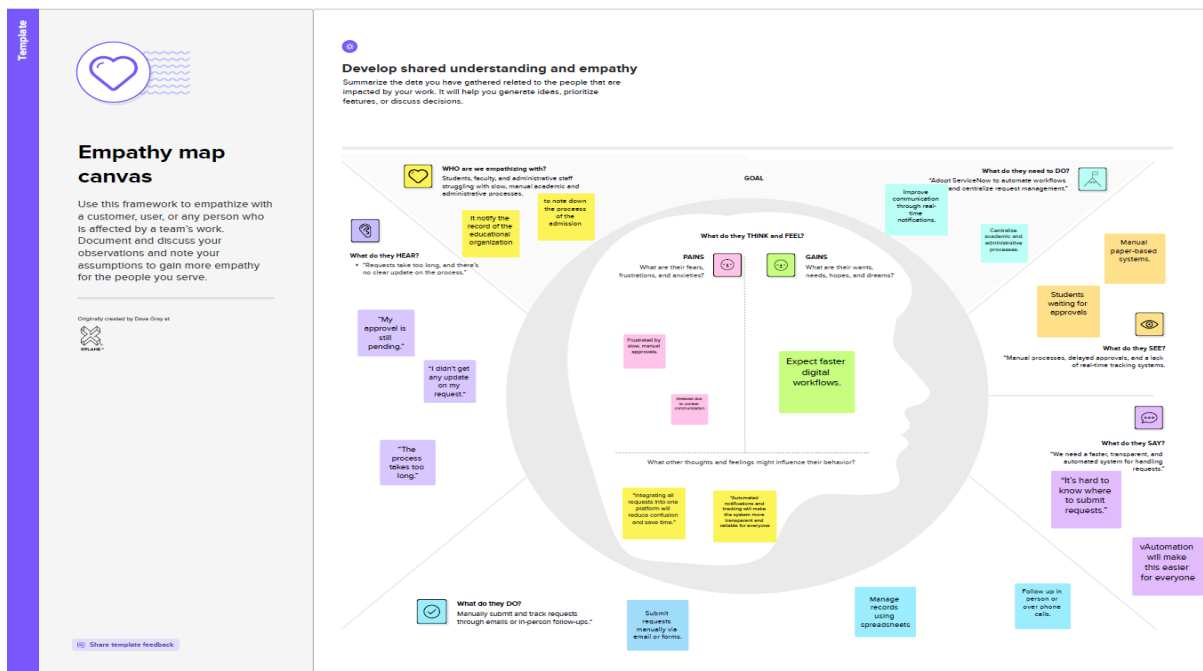 Template
Empathy map
canvas
Use this framework to empathize with
a customer, user, or any person who
is affected by a team's work.
Document and discuss your
observations and note your
assumptions to gain more empathy
for the people you serve.
Originally created by Dave Gray at
XPLANE
Share template feedback
Develop shared understanding and empathy
Summarize the data you have gathered related to the people that are
impacted by your work. It will help you generate ideas, prioritize
features, or discuss decisions.
WHO are we empathizing with?
Students, faculty, and administrative staff
struggling with slow, manual academic and
administrative processes.
It notify the
record of the
educational
organization
to note down
the proceess
of the
admission
GOAL
What do they need to DO?
"Adopt ServiceNow to automate workflows
and centralize request management."
Improve
communication
through real-
time
notifications.
Centralize
academic and
administrative
processes.
What do they HEAR?
• "Requests take too long, and there's
no clear update on the process."
"My
approval is
still
pending."
"I didn't get
any update
on my
request."
"The
process
takes too
long."
What do they THINK and FEEL?
PAINS
What are their fears,
frustrations, and anxieties?
GAINS
What are their wants,
needs, hopes, and dreams?
Frustrated by
slow, manual
approvals.
Stressed due
to unclear
communication
Expect faster
digital
workflows.
What other thoughts and feelings might influence their behavior?
"Integrating all
requests into one
platform will
reduce confusion
and save time."
"Automated
notifications and
tracking will make
the system more
transparent and
reliable for everyone
Manual
paper-based
systems.
Students
waiting for
approvals
What do they SEE?
"Manual processes, delayed approvals, and a lack
of real-time tracking systems.
What do they SAY?
"We need a faster, transparent, and
automated system for handling
requests."
"It's hard to
know where
to submit
requests."
vAutomation
will make
this easier
for everyone
What do they DO?
Manually submit and track requests
through emails or in-person follow-ups."
Submit
requests
manually via
email or forms.
Manage
records
using
spreadsheets
Follow up in
person or
over phone
calls.